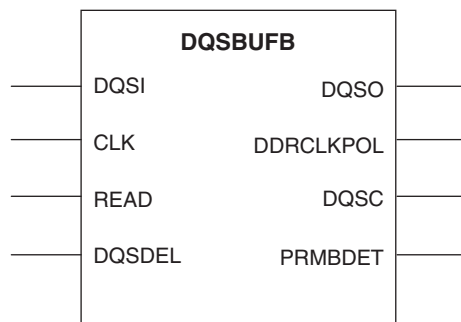 DQSBUFB
DQSI DQSO
CLK DDRCLKPOL
READ DQSC
DQSDEL PRMBDET